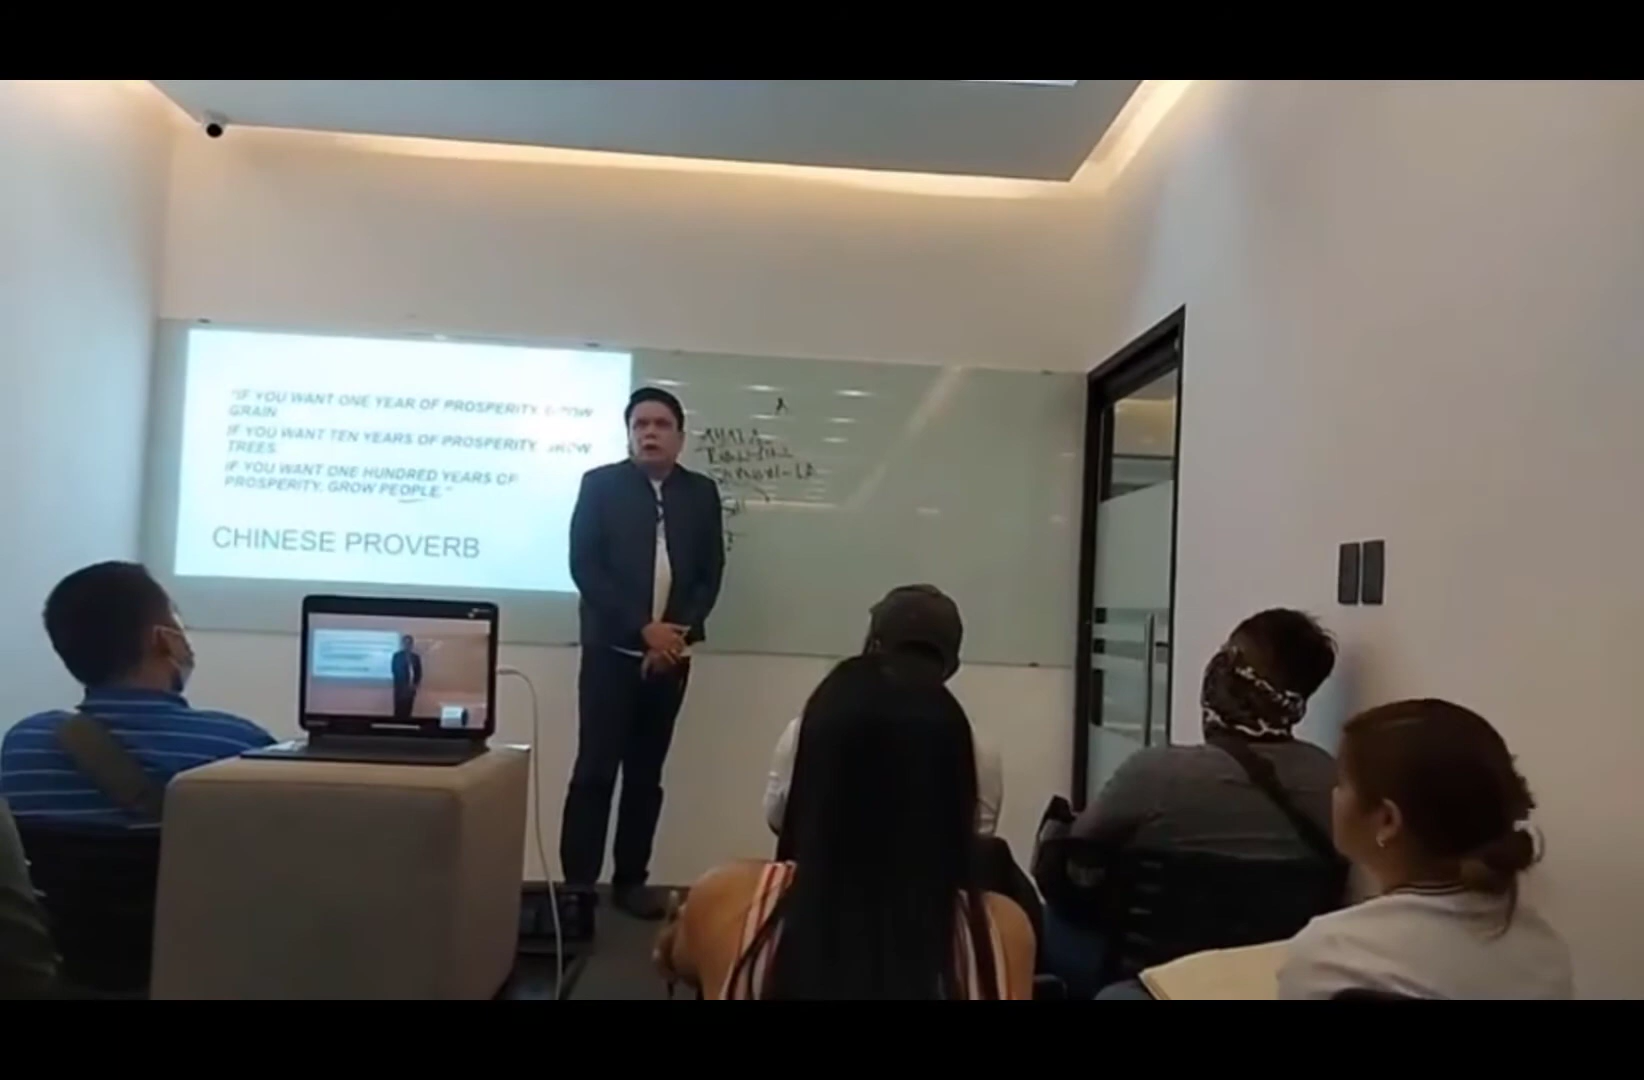 "IF YOU WANT ONE YEAR OF PROSPERITY, GROW
GRAIN
IF YOU WANT TEN YEARS OF PROSPERITY, GROW
TREES
IF YOU WANT ONE HUNDRED YEARS OF
PROSPERITY, GROW PEOPLE."
CHINESE PROVERB